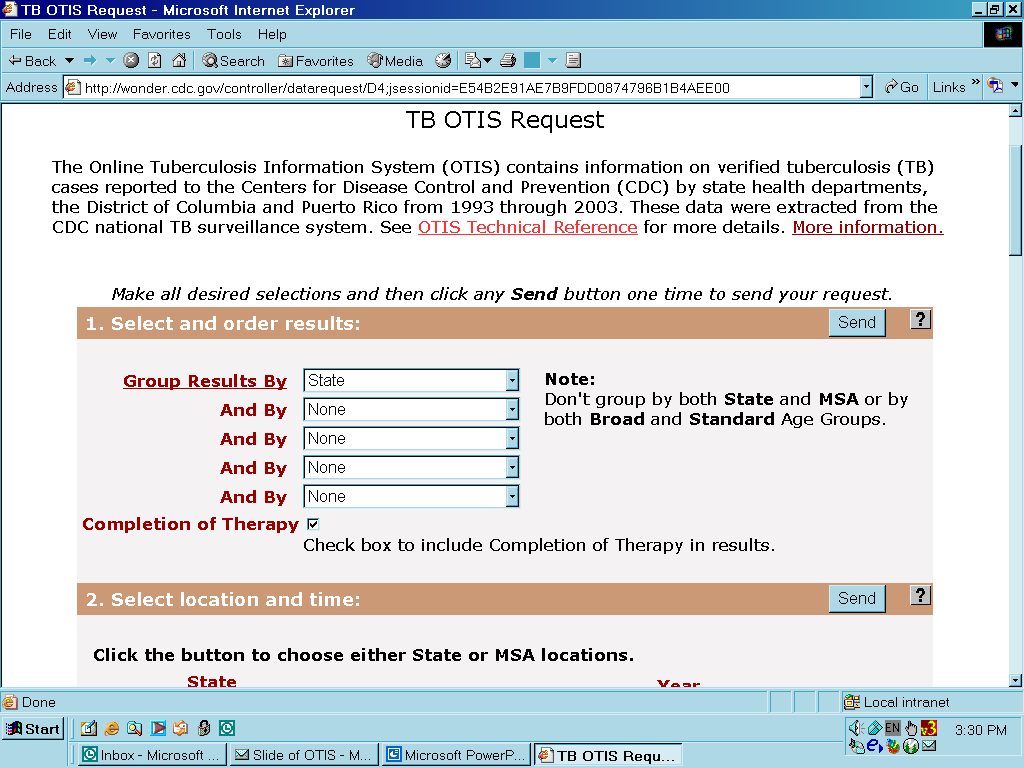 TB OTIS Request - Microsoft Internet Explorer
File Edit View Favorites Tools Help
Back Search Favorites Media
Address http://wonder.cdc.gov/controller/datarequest/D4;jsessionid=E54B2E91AE7B9FDD0874796B1B4AEE00 Go Links »
TB OTIS Request
The Online Tuberculosis Information System (OTIS) contains information on verified tuberculosis (TB)
cases reported to the Centers for Disease Control and Prevention (CDC) by state health departments,
the District of Columbia and Puerto Rico from 1993 through 2003. These data were extracted from the
CDC national TB surveillance system. See OTIS Technical Reference for more details. More information.
Make all desired selections and then click any Send button one time to send your request.
1. Select and order results: Send ?
Group Results By State
And By None
And By None
And By None
And By None
Note:
Don't group by both State and MSA or by
both Broad and Standard Age Groups.
Completion of Therapy
Check box to include Completion of Therapy in results.
2. Select location and time: Send ?
Click the button to choose either State or MSA locations.
State Year
Done Local intranet
Start EN 3 3:30 PM
Inbox - Microsoft ... Slide of OTIS - M... Microsoft PowerP... TB OTIS Requ...